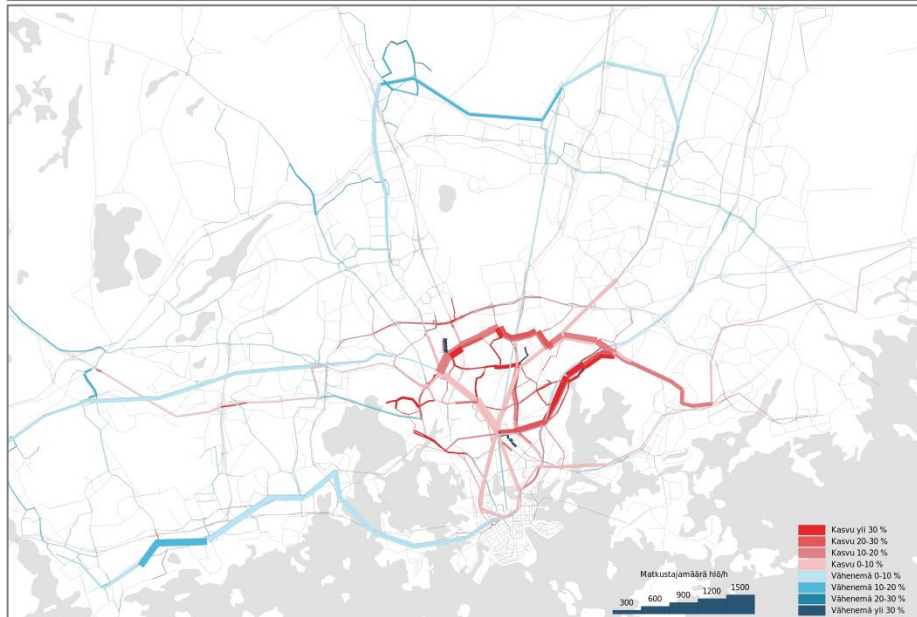 Kasvu yli 30 %
Kasvu 20-30 %
Kasvu 10-20 %
Kasvu 0-10 %
Vähenemä 0-10 %
Vähenemä 10-20 %
Vähenemä 20-30 %
Vähenemä yli 30 %
Matkustajamäärä hlö/h
300 600 900 1200 1500